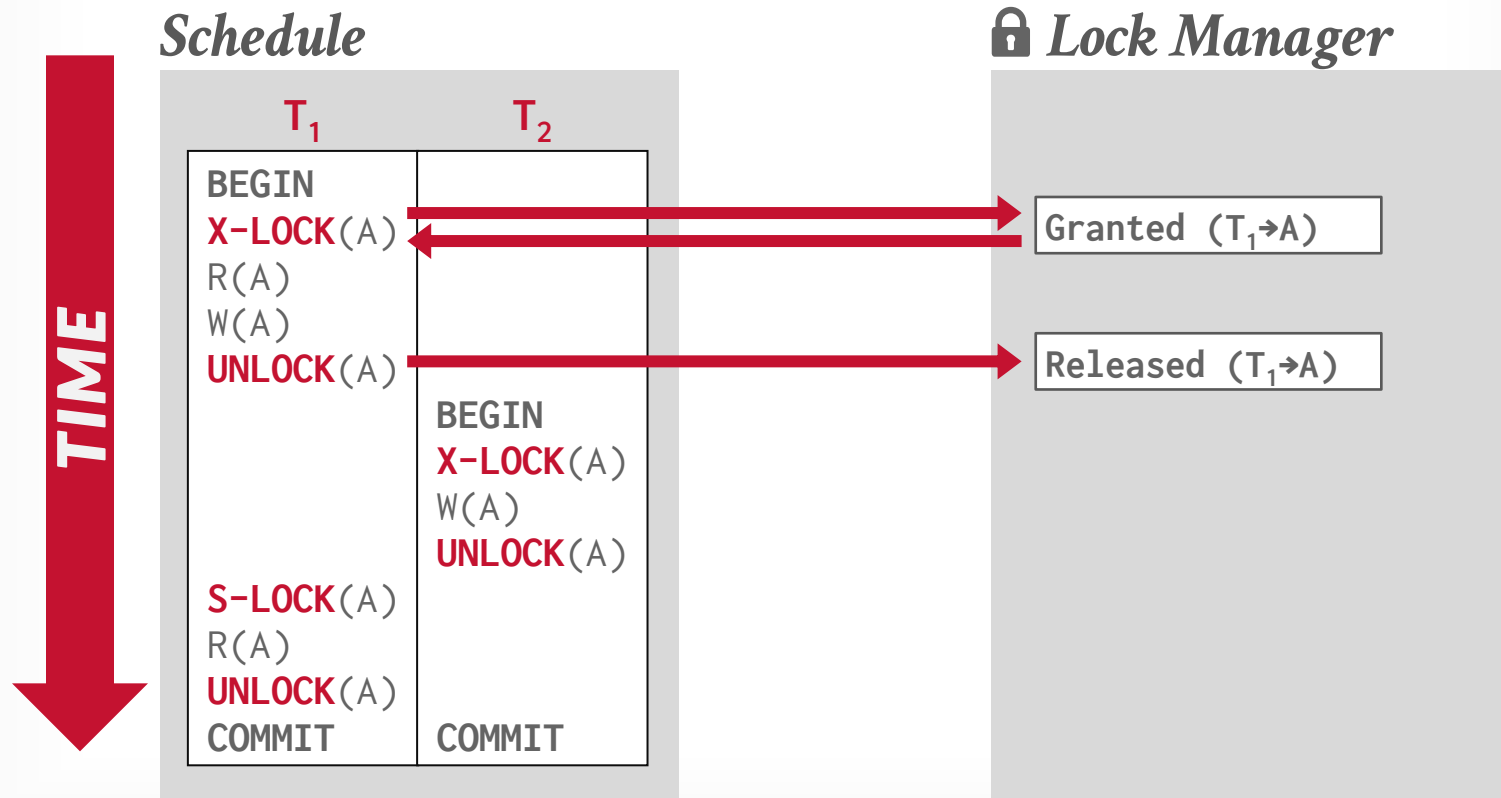 Schedule
Lock Manager
TIME
T₁ T₂
BEGIN
X-LOCK(A)
Granted (T₁→A)
R(A)
W(A)
UNLOCK(A)
Released (T₁→A)
BEGIN
X-LOCK(A)
W(A)
UNLOCK(A)
S-LOCK(A)
R(A)
UNLOCK(A)
COMMIT COMMIT